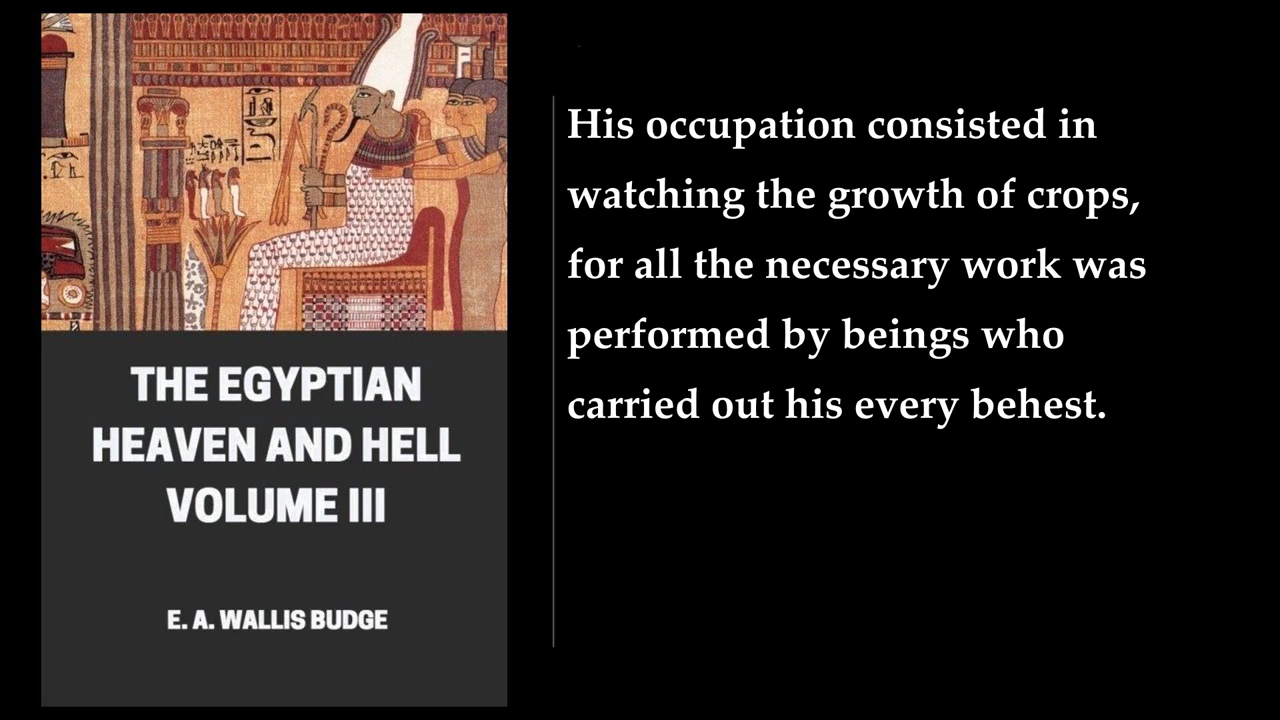 THE EGYPTIAN
HEAVEN AND HELL
VOLUME III
E. A. WALLIS BUDGE
His occupation consisted in
watching the growth of crops,
for all the necessary work was
performed by beings who
carried out his every behest.